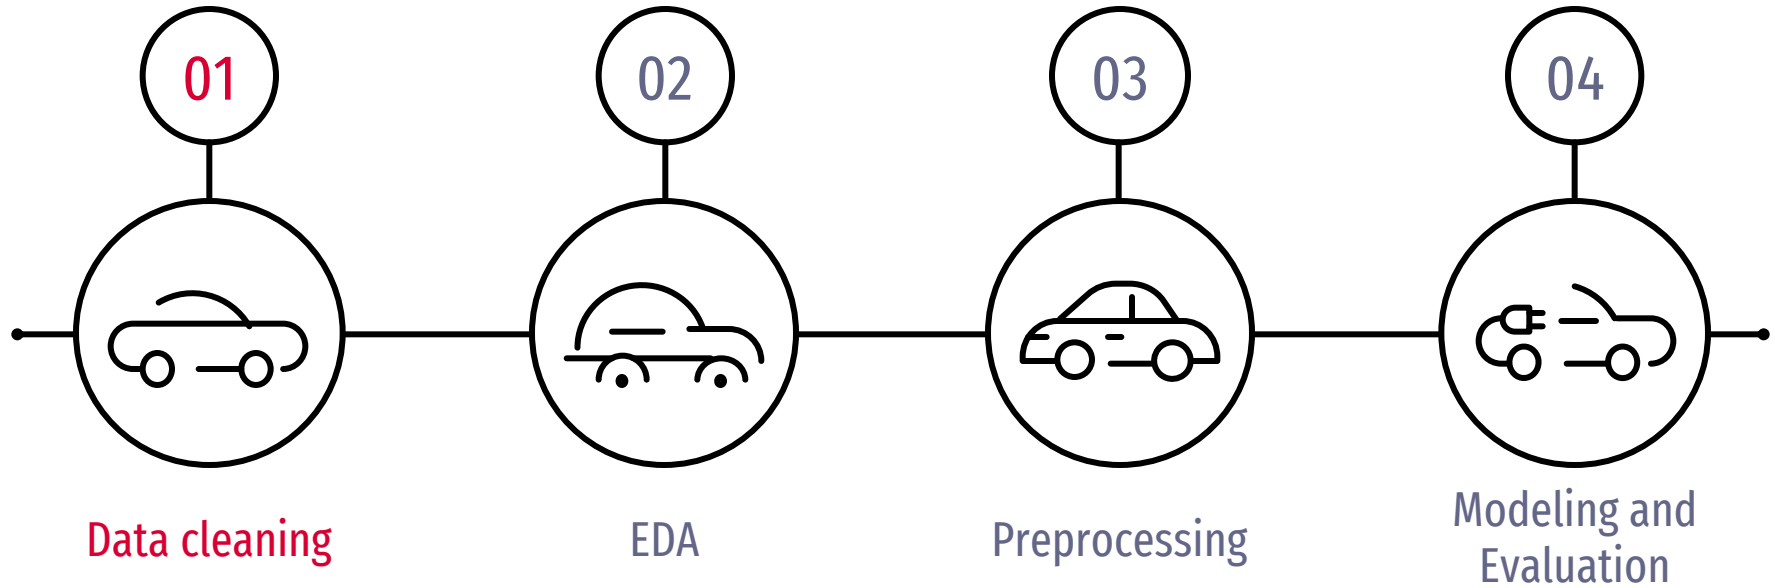 01
02
03
04
Data cleaning
EDA
Preprocessing
Modeling and
Evaluation